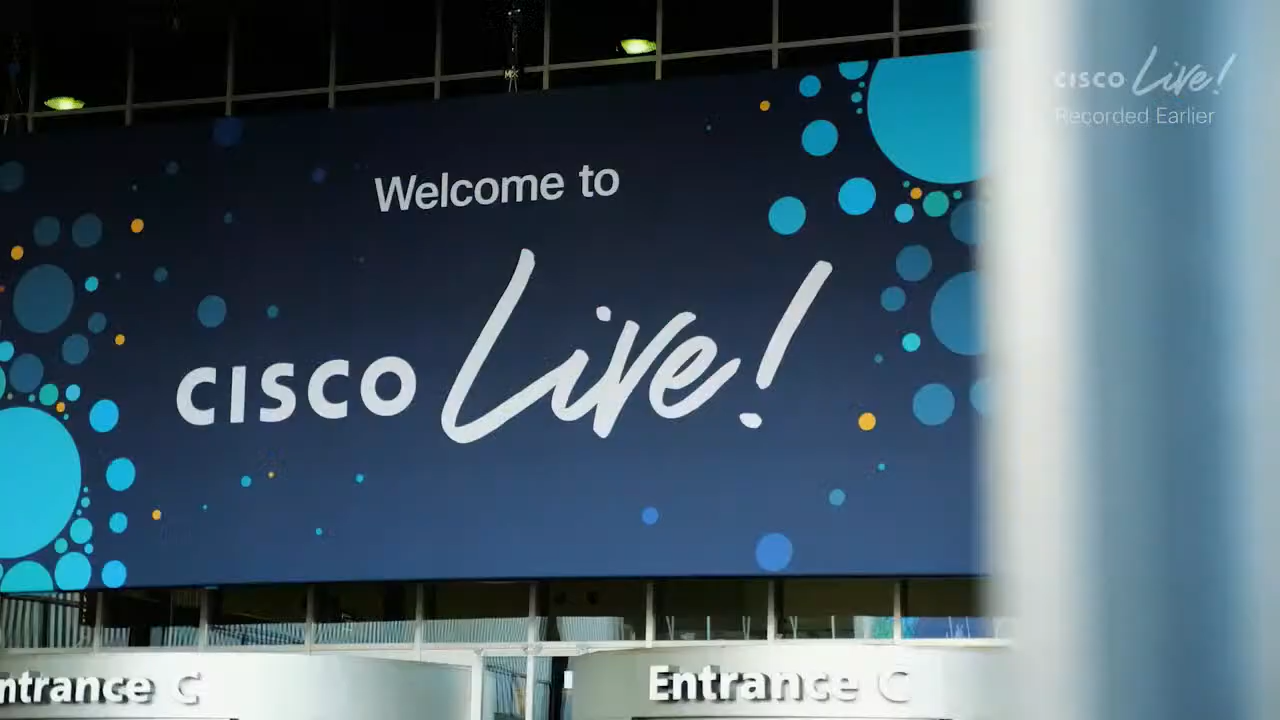 CISCO Live!
Recorded Earlier
Welcome to
CISCO Live!
ntrance C
Entrance C